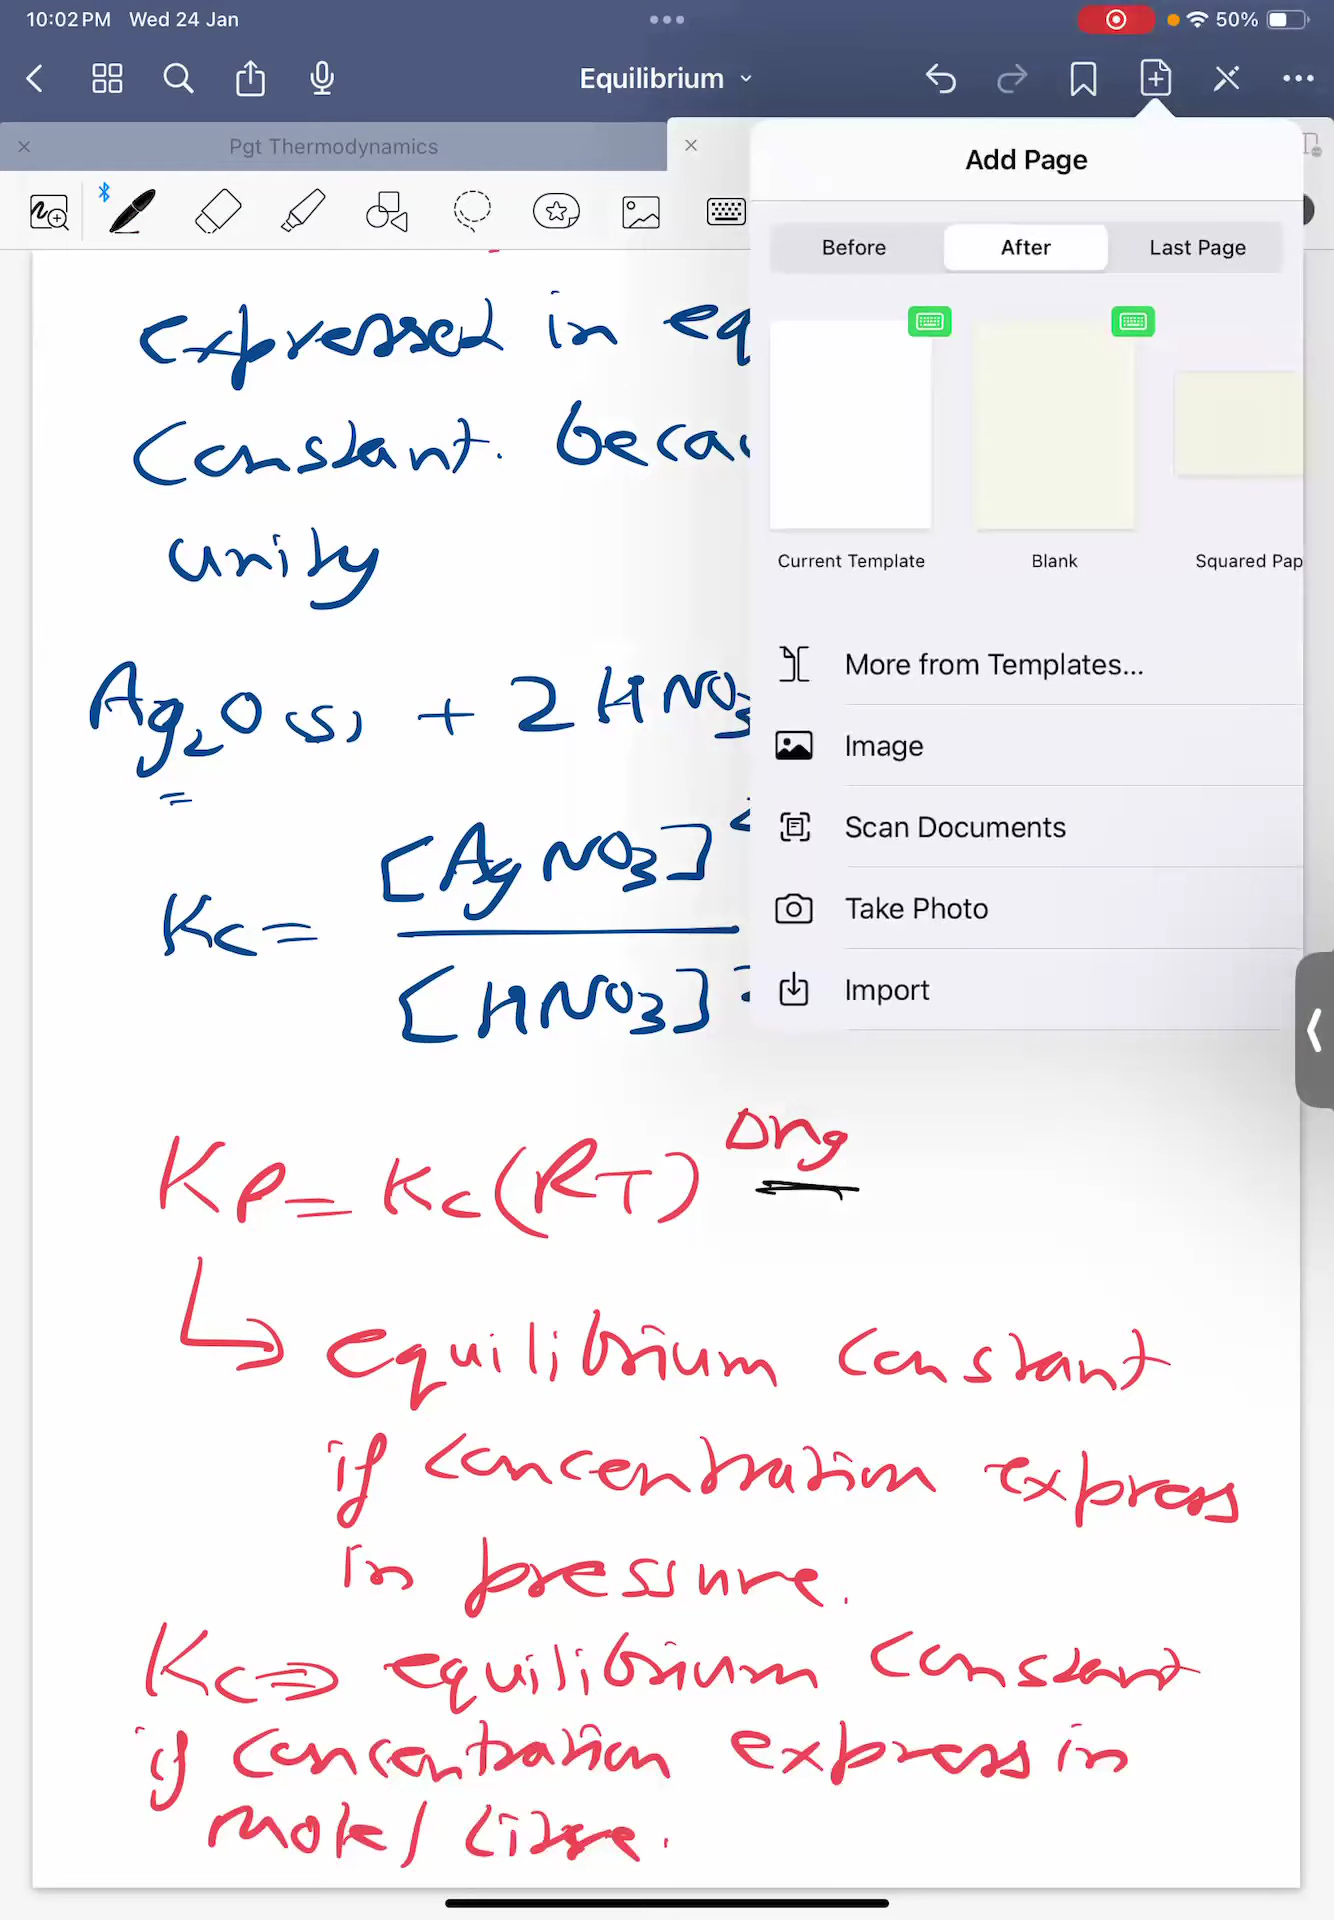 10:02 PM Wed 24 Jan
50%
Equilibrium
Pgt Thermodynamics
Add Page
Before After Last Page
Current Template Blank Squared Pap
More from Templates...
Image
Scan Documents
Take Photo
Import
expressed in eq
Constant. becau
unity
Ag₂O(s) + 2HNO₃
Kc = [AgNO₃]²
[HNO₃]²
Kp = Kc(RT)^Δng
equilibrium constant
if concentration express
in pressure.
Kc ⇒ equilibrium constant
if concentration express in
mole/ litre.